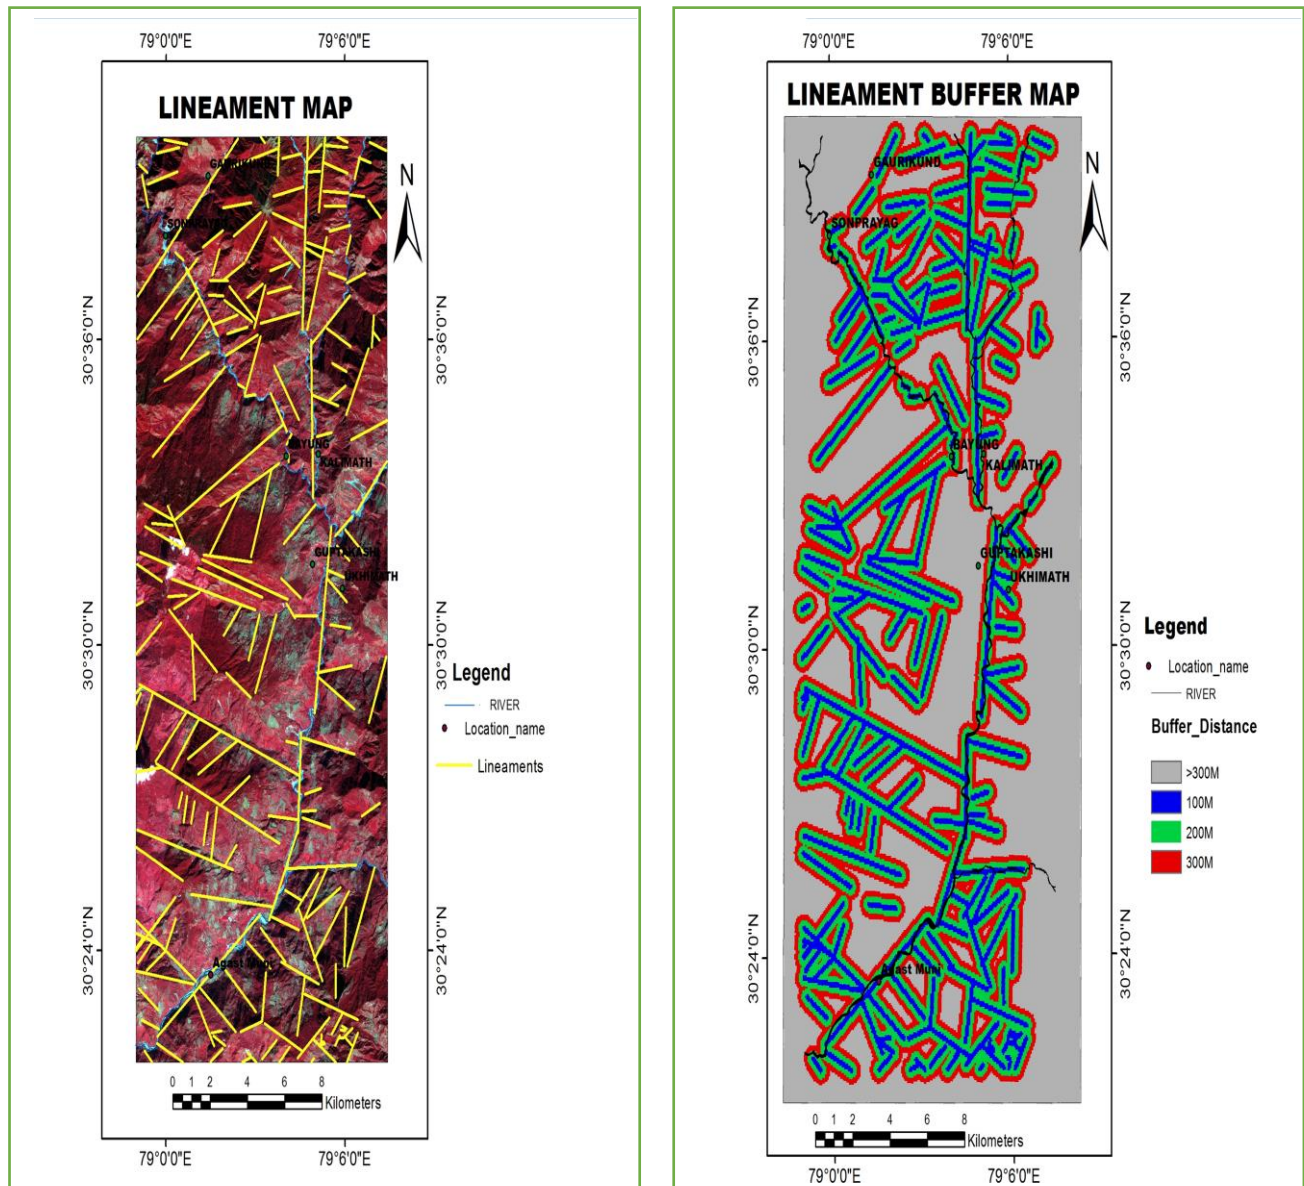 79°0'0"E 79°6'0"E
LINEAMENT MAP
N
GAURIKUND
SONPRAYAG
30°36'0"N 30°36'0"N
BAYUNG
KALIMATH
GUPTAKASHI
UKHIMATH
30°30'0"N 30°30'0"N
Legend
RIVER
Location_name
Lineaments
30°24'0"N 30°24'0"N
Agast Muni
0 1 2 4 6 8
Kilometers
79°0'0"E 79°6'0"E
79°0'0"E 79°6'0"E
LINEAMENT BUFFER MAP
N
GAURIKUND
SONPRAYAG
30°36'0"N 30°36'0"N
BAYUNG
KALIMATH
GUPTAKASHI
UKHIMATH
30°30'0"N 30°30'0"N
Legend
Location_name
RIVER
Buffer_Distance
>300M
100M
200M
300M
30°24'0"N 30°24'0"N
Agast Muni
0 1 2 4 6 8
Kilometers
79°0'0"E 79°6'0"E